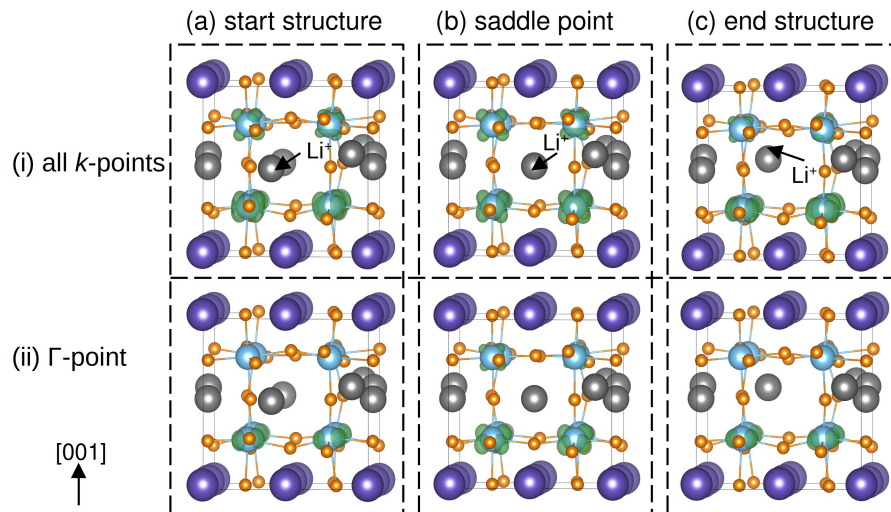 (a) start structure (b) saddle point (c) end structure
(i) all k-points
Li⁺
Li⁺
Li⁺
(ii) Γ-point
[001]